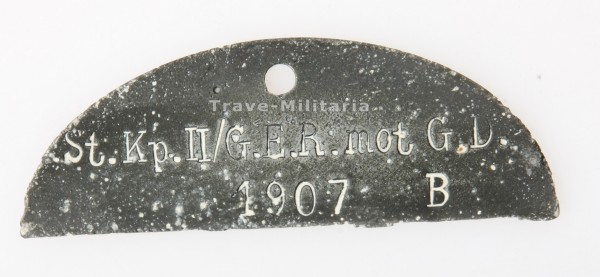 Trave-Militaria
St. Kp. II/G.E.R. mot G.D.
1907 B